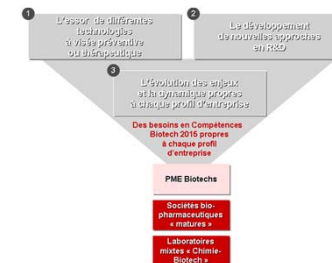 1
L'essor de différentes
technologies
à visée préventive
ou thérapeutique
2
Le développement
de nouvelles approches
en R&D
3
L'évolution des enjeux
et la dynamique propres
à chaque profil d'entreprise
Des besoins en Compétences
Biotech 2015 propres
à chaque profil
d'entreprise
PME Biotechs
Sociétés bio-
pharmaceutiques
« matures »
Laboratoires
mixtes « Chimie-
Biotech »